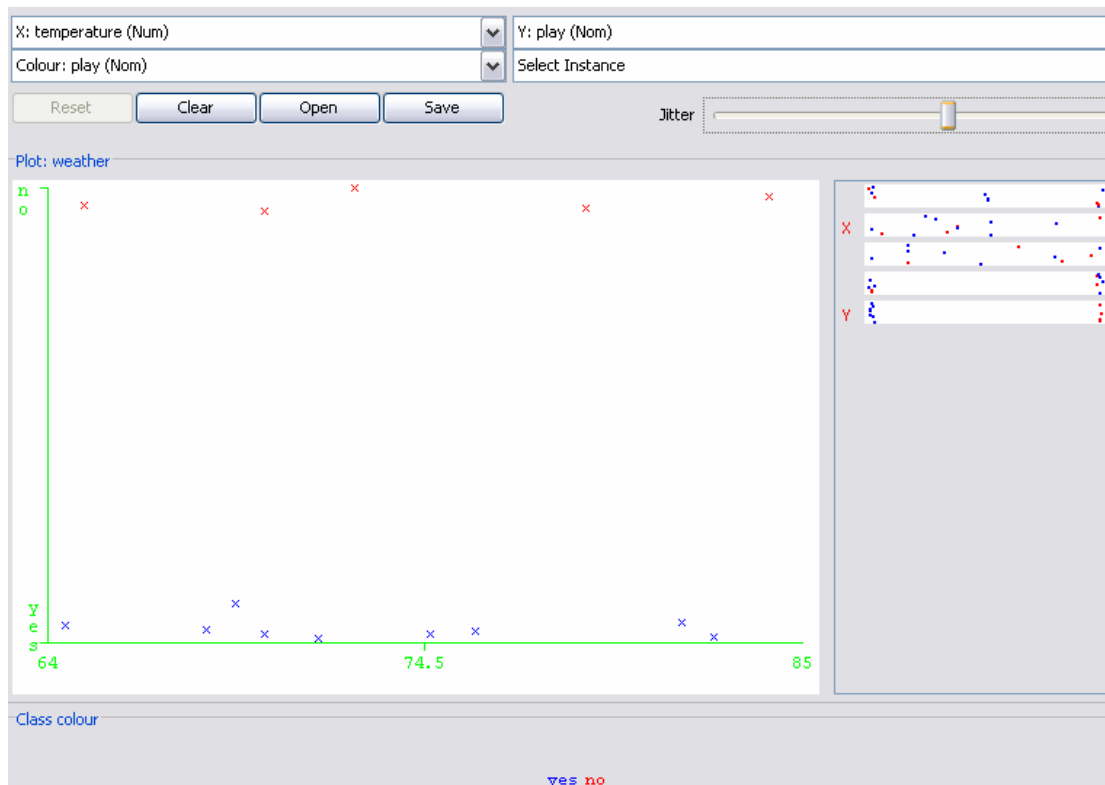 X: temperature (Num) Y: play (Nom)
Colour: play (Nom) Select Instance
Reset Clear Open Save Jitter
Plot: weather
no
X
Y
yes
64 74.5 85
Class colour
yes no